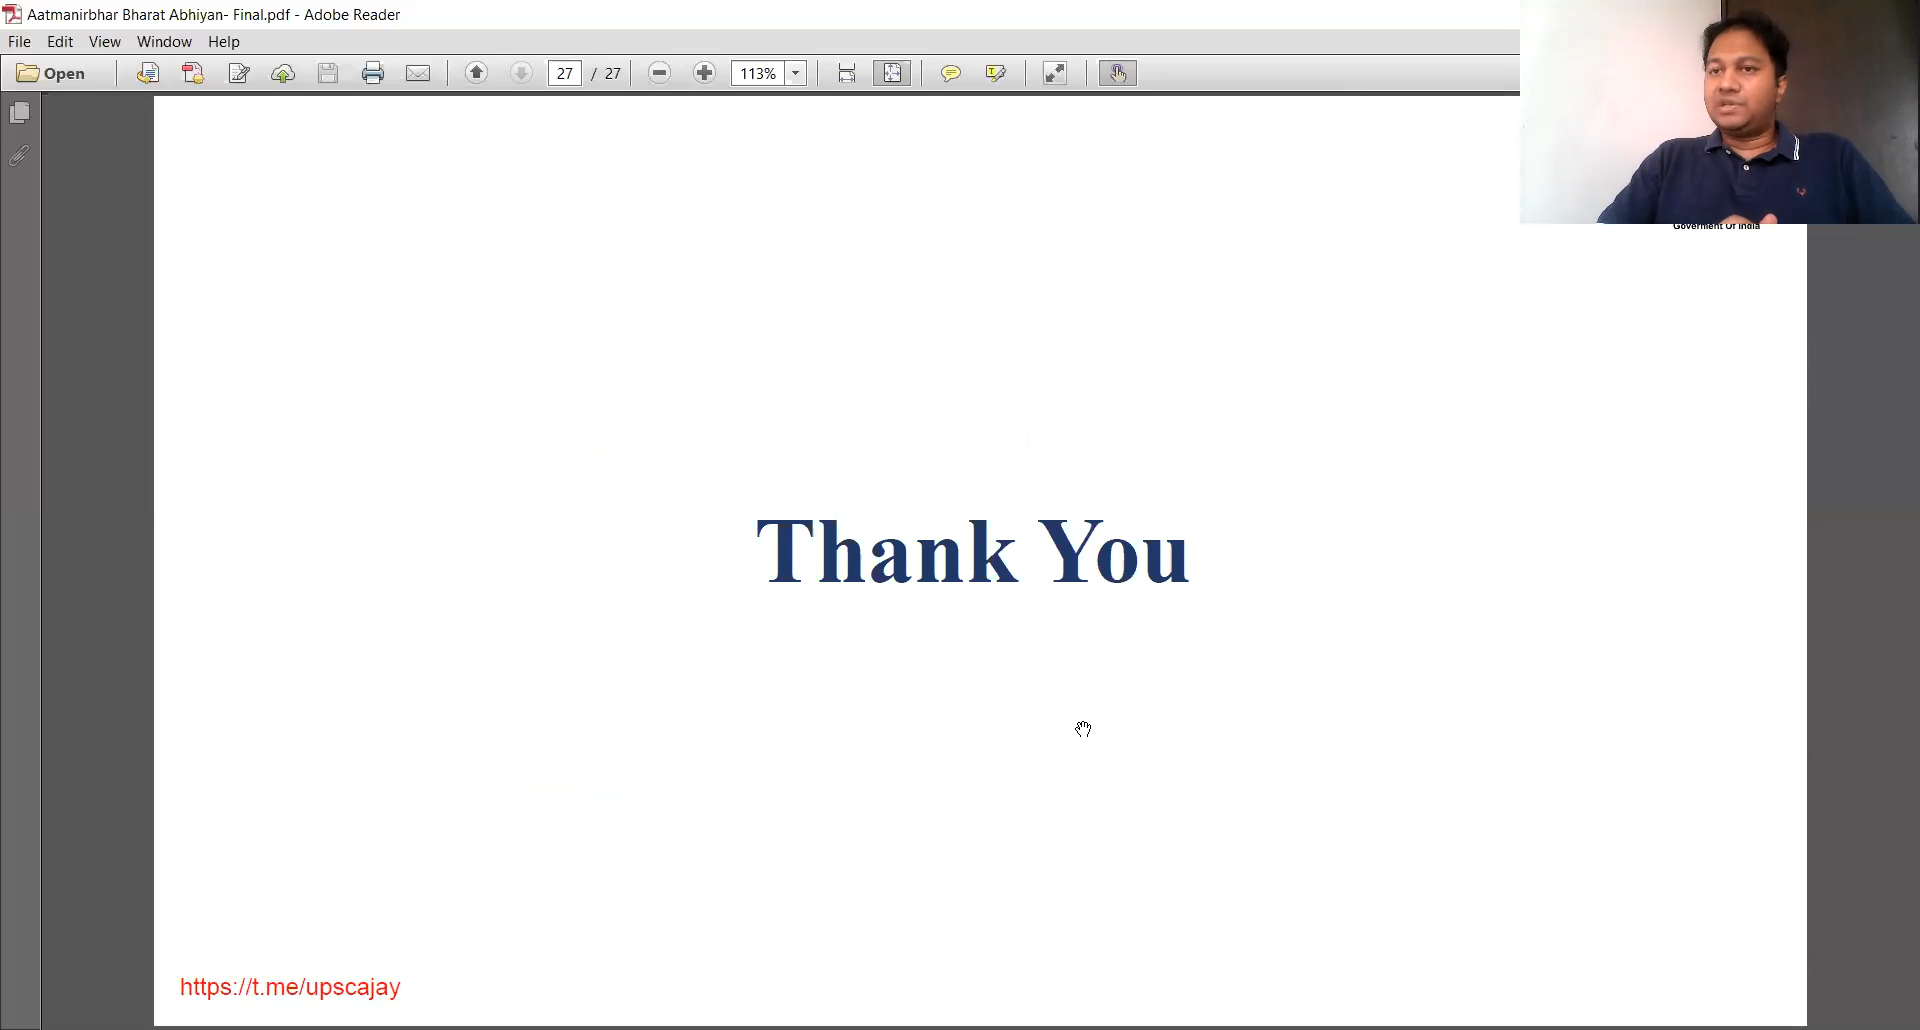 Aatmanirbhar Bharat Abhiyan- Final.pdf - Adobe Reader
File Edit View Window Help
Open 27 / 27 113%
Goverment Of India
Thank You
https://t.me/upscajay